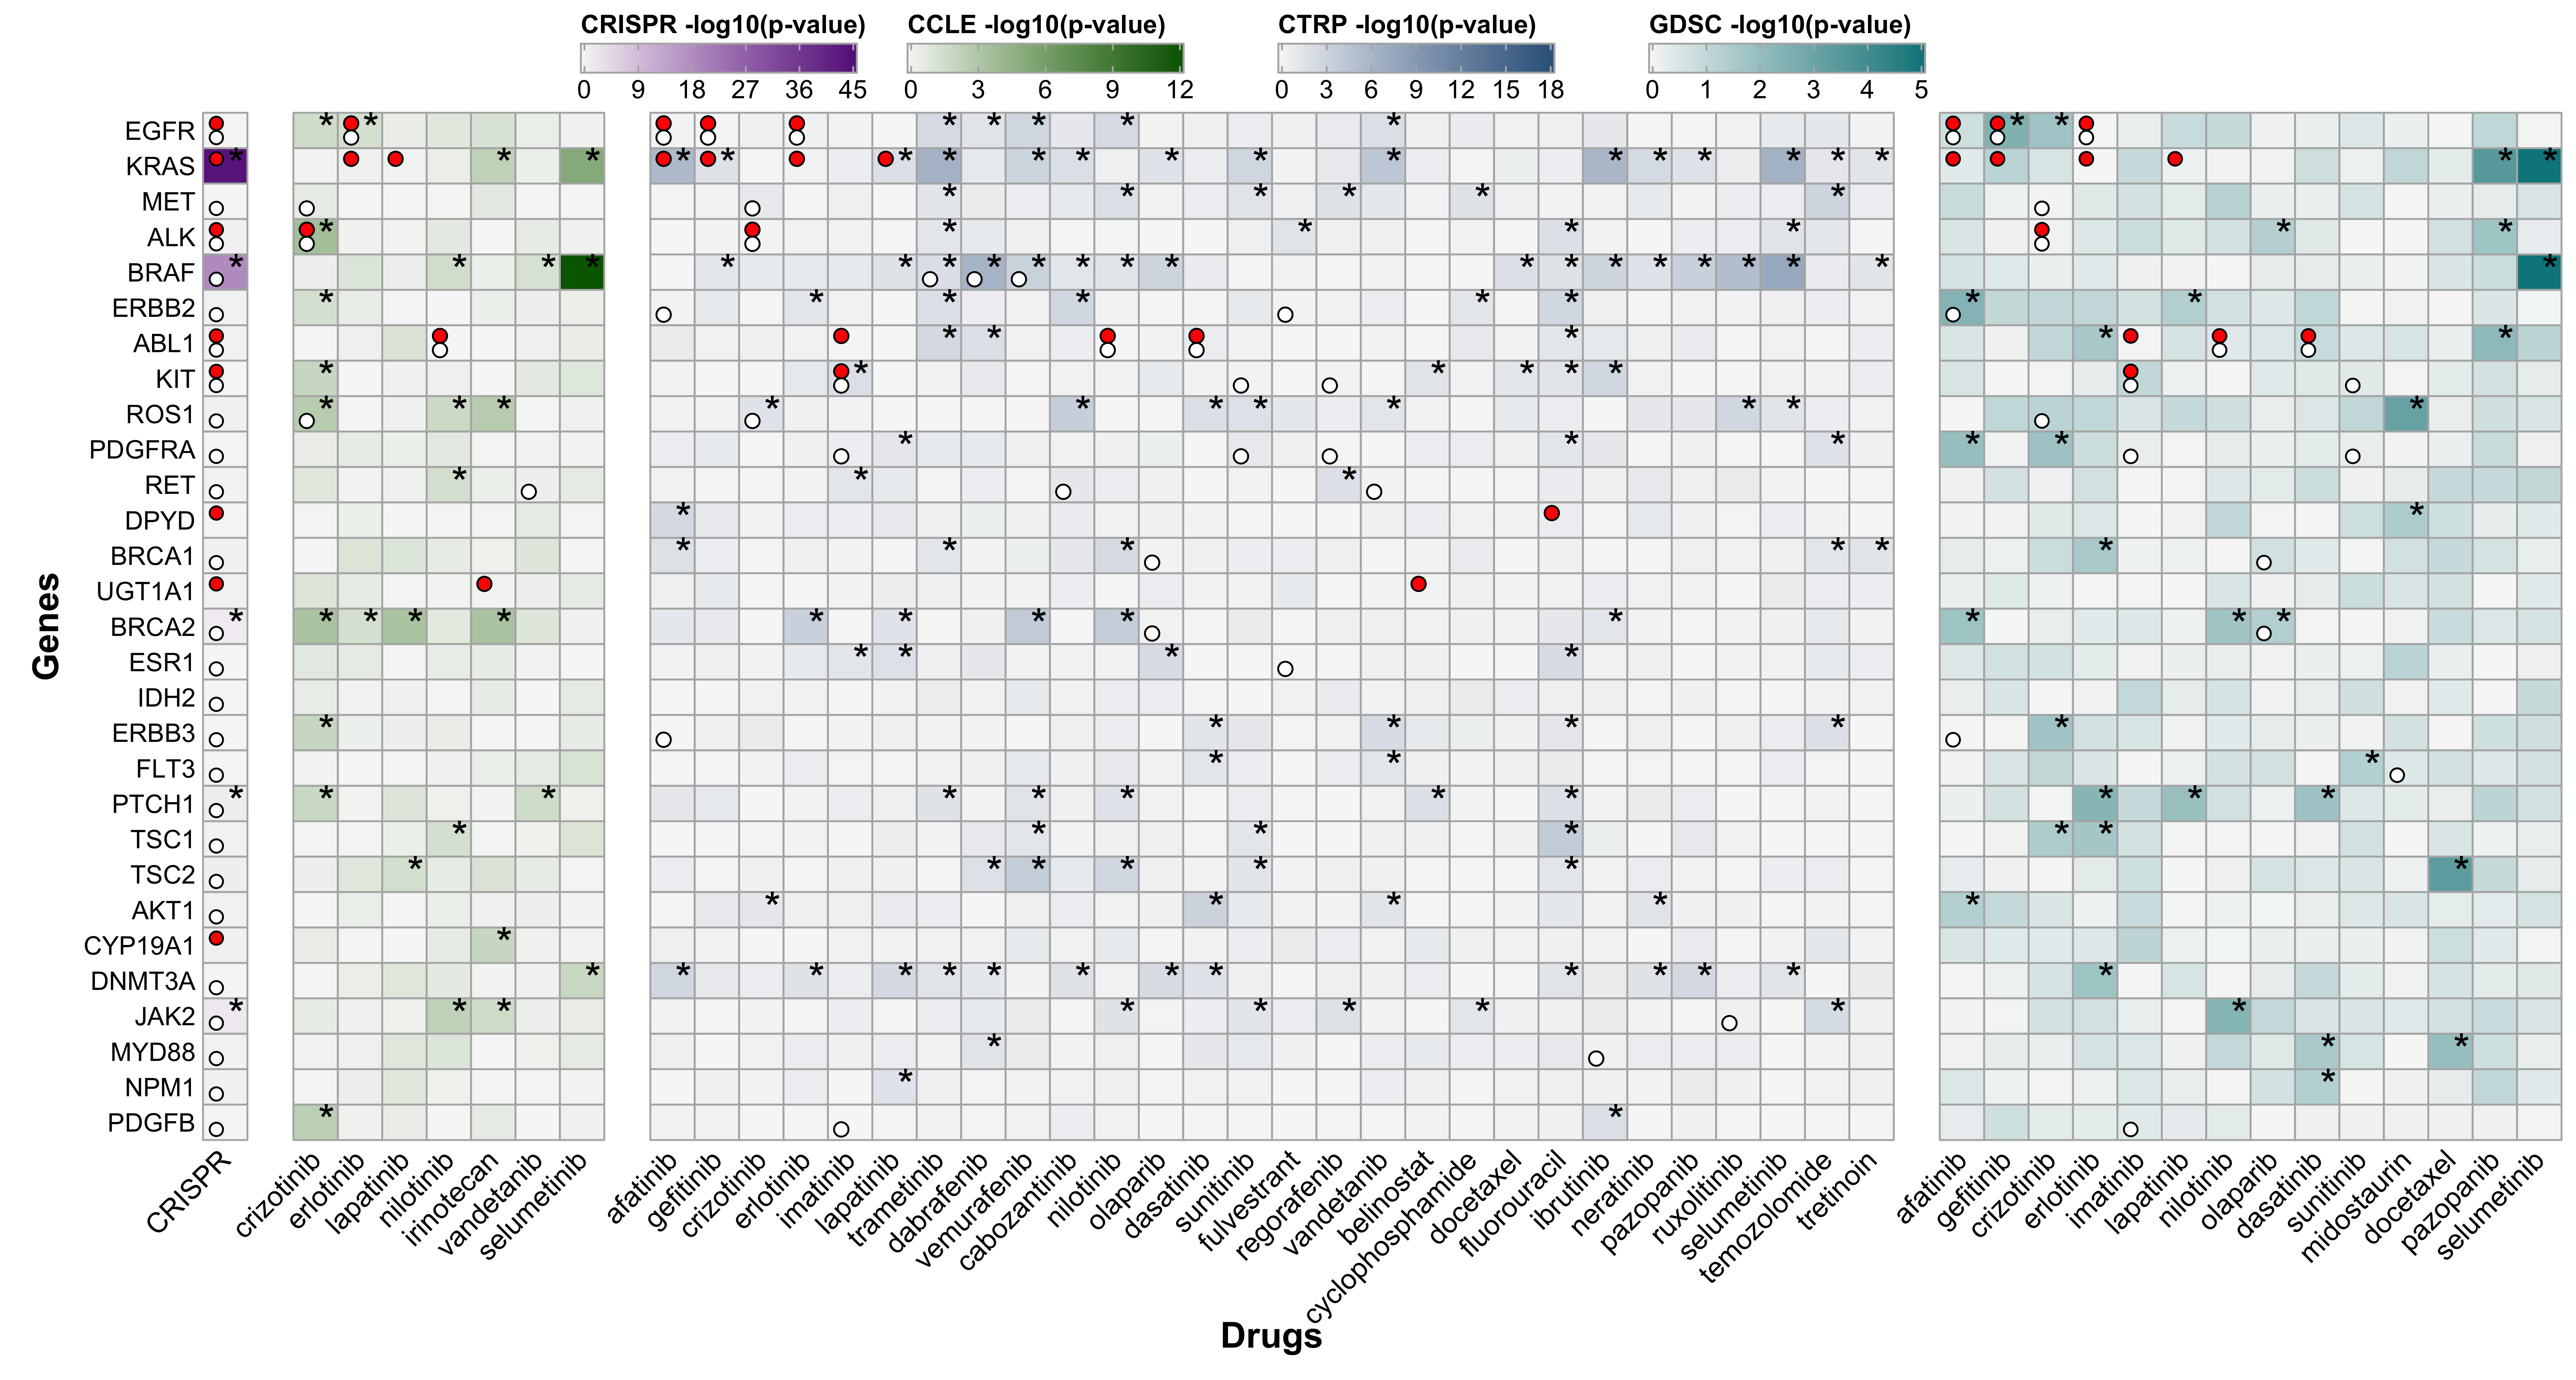 CRISPR -log10(p-value)
CCLE -log10(p-value)
CTRP -log10(p-value)
GDSC -log10(p-value)
0 9 18 27 36 45
0 3 6 9 12
0 3 6 9 12 15 18
0 1 2 3 4 5
Genes
EGFR
KRAS
MET
ALK
BRAF
ERBB2
ABL1
KIT
ROS1
PDGFRA
RET
DPYD
BRCA1
UGT1A1
BRCA2
ESR1
IDH2
ERBB3
FLT3
PTCH1
TSC1
TSC2
AKT1
CYP19A1
DNMT3A
JAK2
MYD88
NPM1
PDGFB
CRISPR
crizotinib
erlotinib
lapatinib
nilotinib
irinotecan
vandetanib
selumetinib
afatinib
gefitinib
crizotinib
erlotinib
imatinib
lapatinib
trametinib
dabrafenib
vemurafenib
cabozantinib
nilotinib
olaparib
dasatinib
sunitinib
fulvestrant
regorafenib
vandetanib
belinostat
cyclophosphamide
docetaxel
fluorouracil
ibrutinib
neratinib
pazopanib
ruxolitinib
selumetinib
temozolomide
tretinoin
afatinib
gefitinib
crizotinib
erlotinib
imatinib
lapatinib
nilotinib
olaparib
dasatinib
sunitinib
midostaurin
docetaxel
pazopanib
selumetinib
Drugs